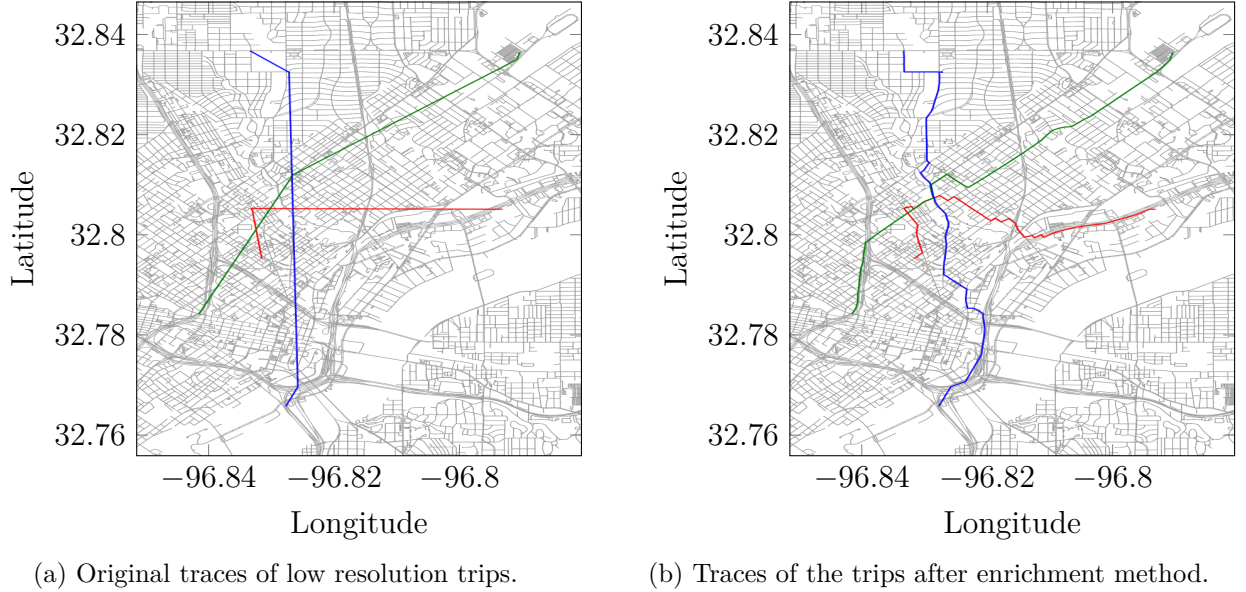 32.84
32.82
32.8
32.78
32.76
Latitude
−96.84
−96.82
−96.8
Longitude
(a) Original traces of low resolution trips.
32.84
32.82
32.8
32.78
32.76
Latitude
−96.84
−96.82
−96.8
Longitude
(b) Traces of the trips after enrichment method.